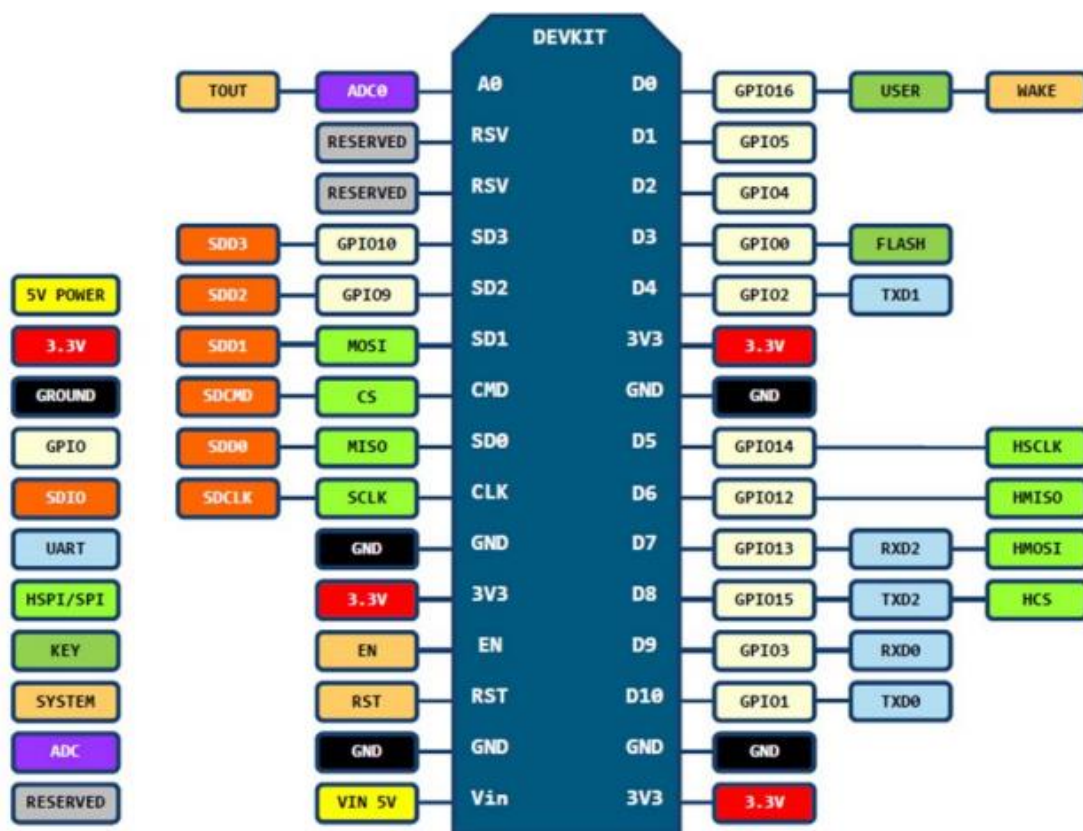 DEVKIT
TOUT ADC0 A0 D0 GPIO16 USER WAKE
RESERVED RSV D1 GPIO5
RESERVED RSV D2 GPIO4
SDD3 GPIO10 SD3 D3 GPIO0 FLASH
5V POWER SDD2 GPIO9 SD2 D4 GPIO2 TXD1
3.3V SDD1 MOSI SD1 3V3 3.3V
GROUND SDCMD CS CMD GND GND
GPIO SDD0 MISO SD0 D5 GPIO14 HSCLK
SDIO SDCLK SCLK CLK D6 GPIO12 HMISO
UART GND GND D7 GPIO13 RXD2 HMOSI
HSPI/SPI 3.3V 3V3 D8 GPIO15 TXD2 HCS
KEY EN EN D9 GPIO3 RXD0
SYSTEM RST RST D10 GPIO1 TXD0
ADC GND GND GND GND
RESERVED VIN 5V Vin 3V3 3.3V